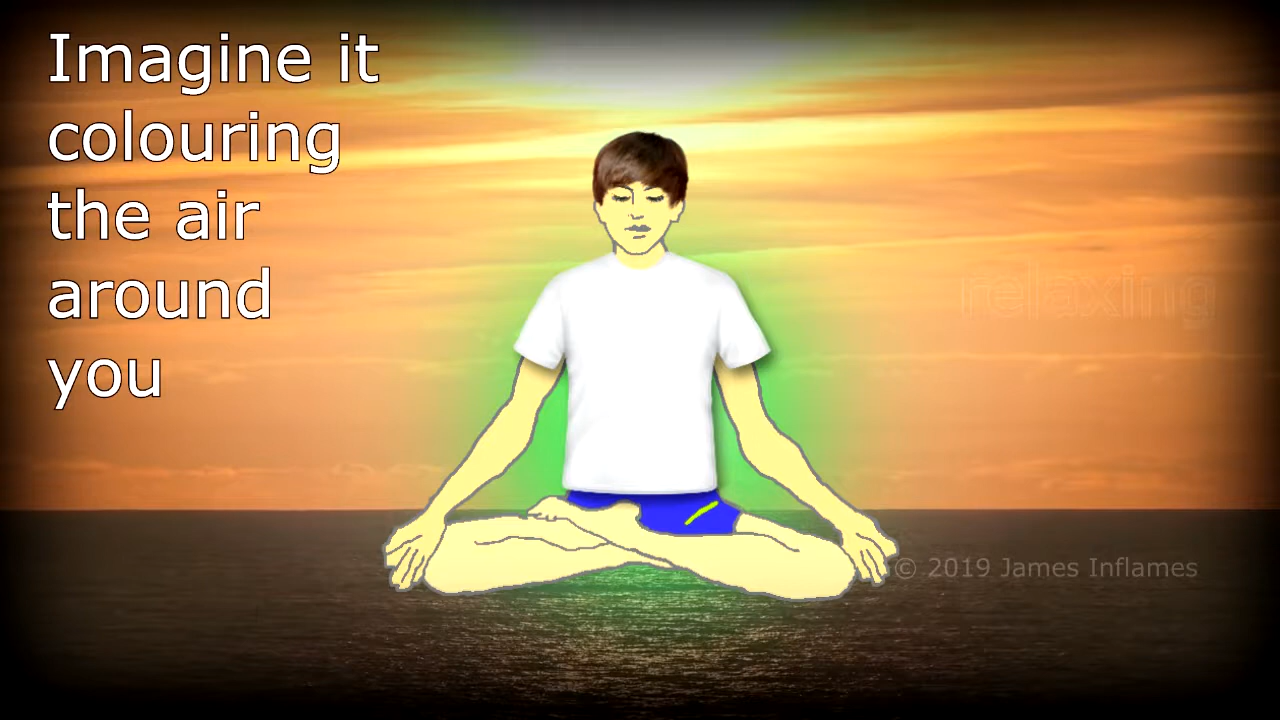 Imagine it
colouring
the air
around
you
relaxing
© 2019 James Inflames